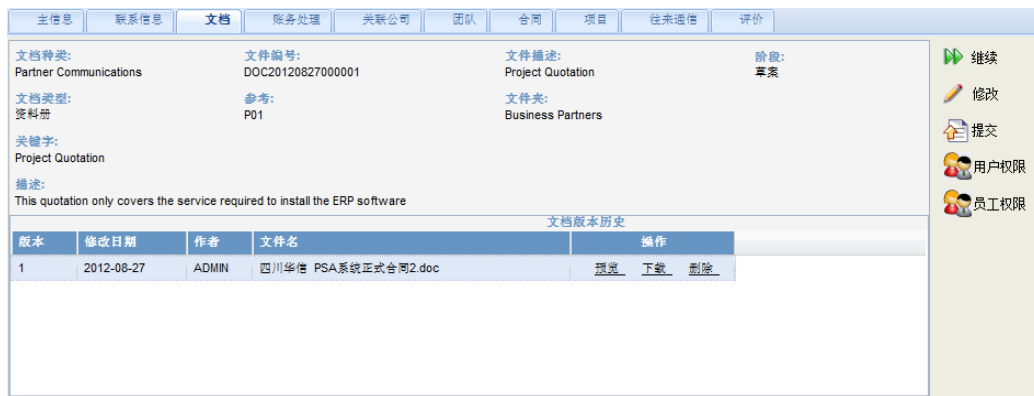 主信息 联系信息 文档 账务处理 关联公司 团队 合同 项目 往来通信 评价
文档种类: 文件编号: 文件描述: 阶段:
Partner Communications DOC20120827000001 Project Quotation 草案
文档类型: 参考: 文件夹:
资料册 P01 Business Partners
关键字:
Project Quotation
描述:
This quotation only covers the service required to install the ERP software
文档版本历史
版本 修改日期 作者 文件名 操作
1 2012-08-27 ADMIN 四川华信 PSA系统正式合同2.doc 预览 下载 删除
继续
修改
提交
用户权限
员工权限